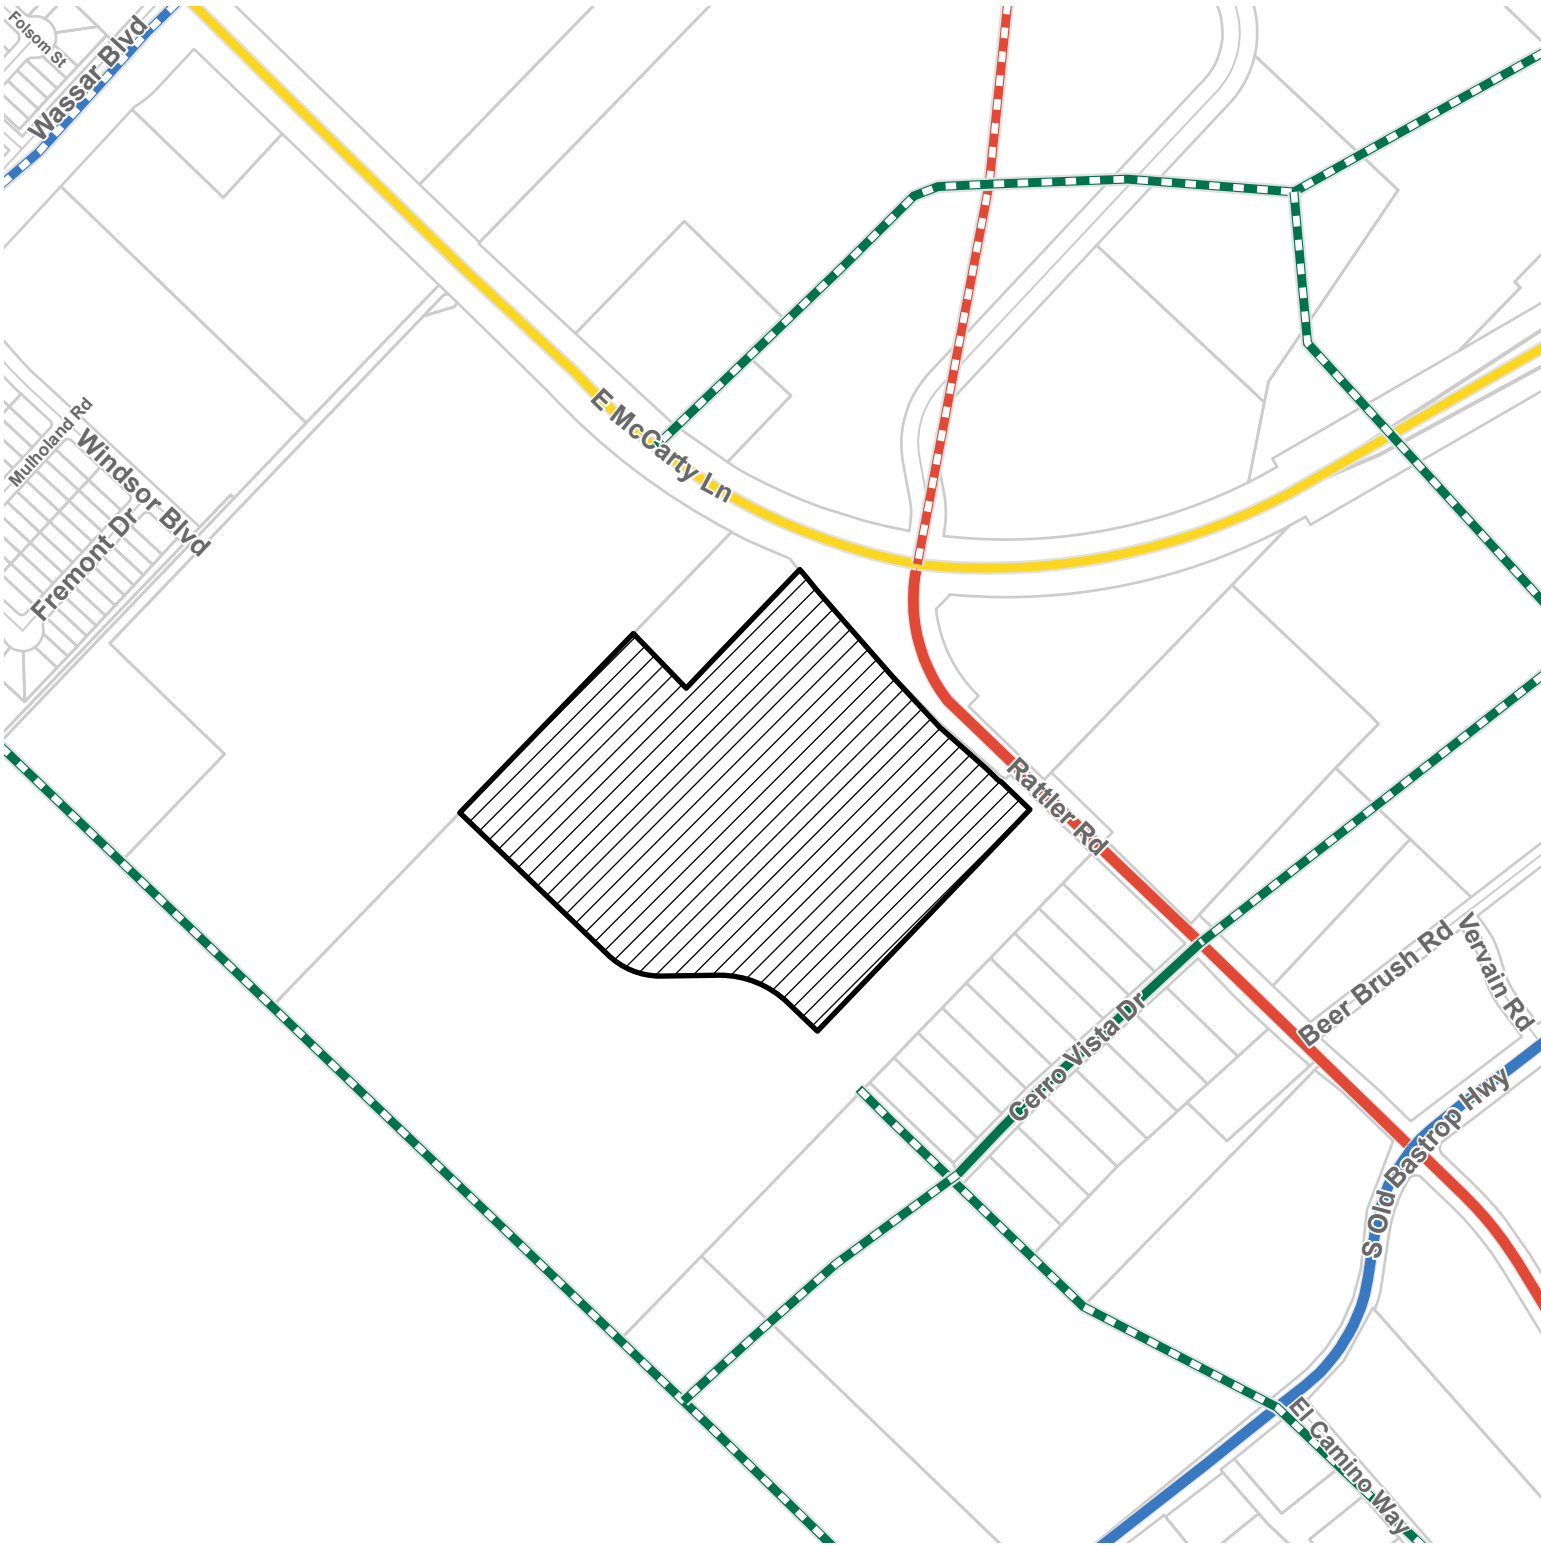 Folsom St
Wassar Blvd
E McCarty Ln
Mulholand Rd
Windsor Blvd
Fremont Dr
Rattler Rd
Beer Brush Rd
Vervain Rd
Cerro Vista Dr
S Old Bastrop Hwy
El Camino Way